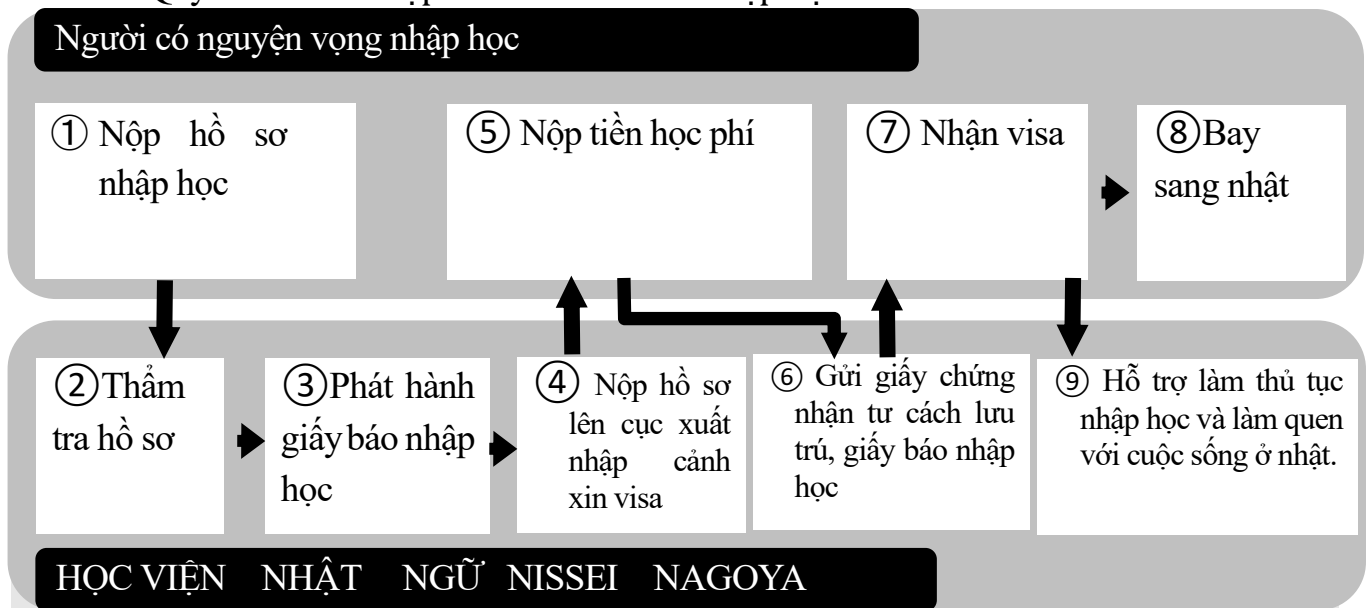 Người có nguyện vọng nhập học
① Nộp hồ sơ
nhập học
⑤ Nộp tiền học phí
⑦ Nhận visa
⑧Bay
sang nhật
②Thẩm
tra hồ sơ
③Phát hành
giấy báo nhập
học
④ Nộp hồ sơ
lên cục xuất
nhập cảnh
xin visa
⑥ Gửi giấy chứng
nhận tư cách lưu
trú, giấy báo nhập
học
⑨ Hỗ trợ làm thủ tục
nhập học và làm quen
với cuộc sống ở nhật.
HỌC VIỆN NHẬT NGỮ NISSEI NAGOYA